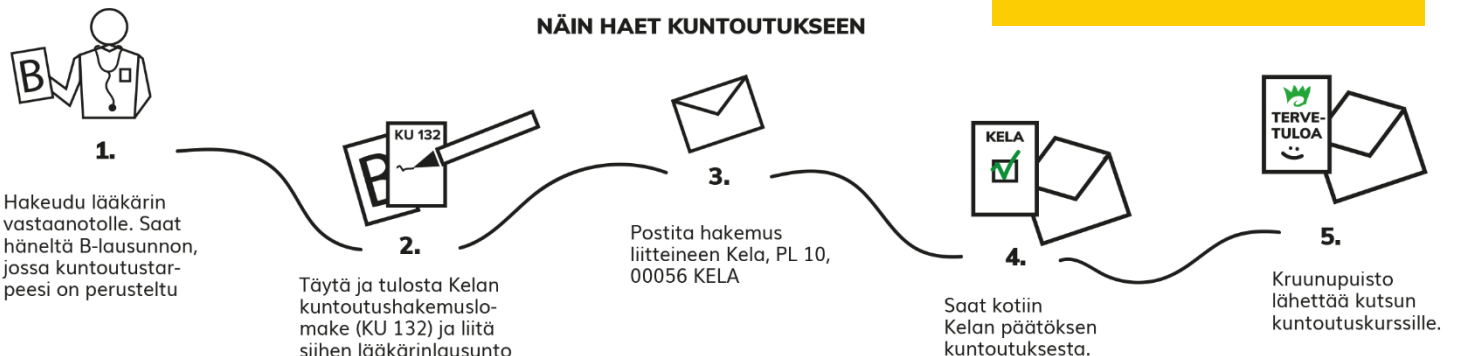 NÄIN HAET KUNTOUTUKSEEN
B
1.
Hakeudu lääkärin
vastaanotolle. Saat
häneltä B-lausunnon,
jossa kuntoutustar-
peesi on perusteltu
B
KU 132
2.
Täytä ja tulosta Kelan
kuntoutushakemuslo-
make (KU 132) ja liitä
siihen lääkärinlausunto
3.
Postita hakemus
liitteineen Kela, PL 10,
00056 KELA
KELA
4.
Saat kotiin
Kelan päätöksen
kuntoutuksesta.
TERVE-
TULOA
5.
Kruunupuisto
lähettää kutsun
kuntoutuskurssille.